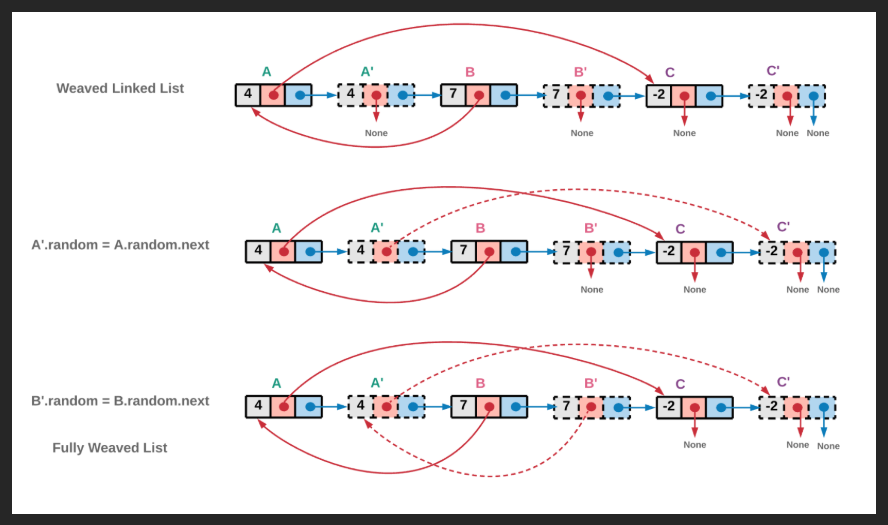 A A' B B' C C'
Weaved Linked List 4 4 7 7 -2 -2
None None None None None
A A' B B' C C'
A'.random = A.random.next 4 4 7 7 -2 -2
None None None None
A A' B B' C C'
B'.random = B.random.next 4 4 7 7 -2 -2
Fully Weaved List None None None